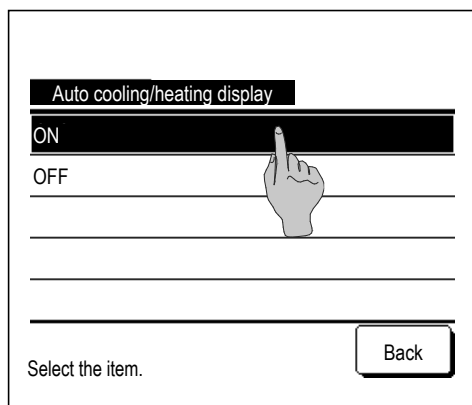 Auto cooling/heating display
ON
OFF
Back
Select the item.